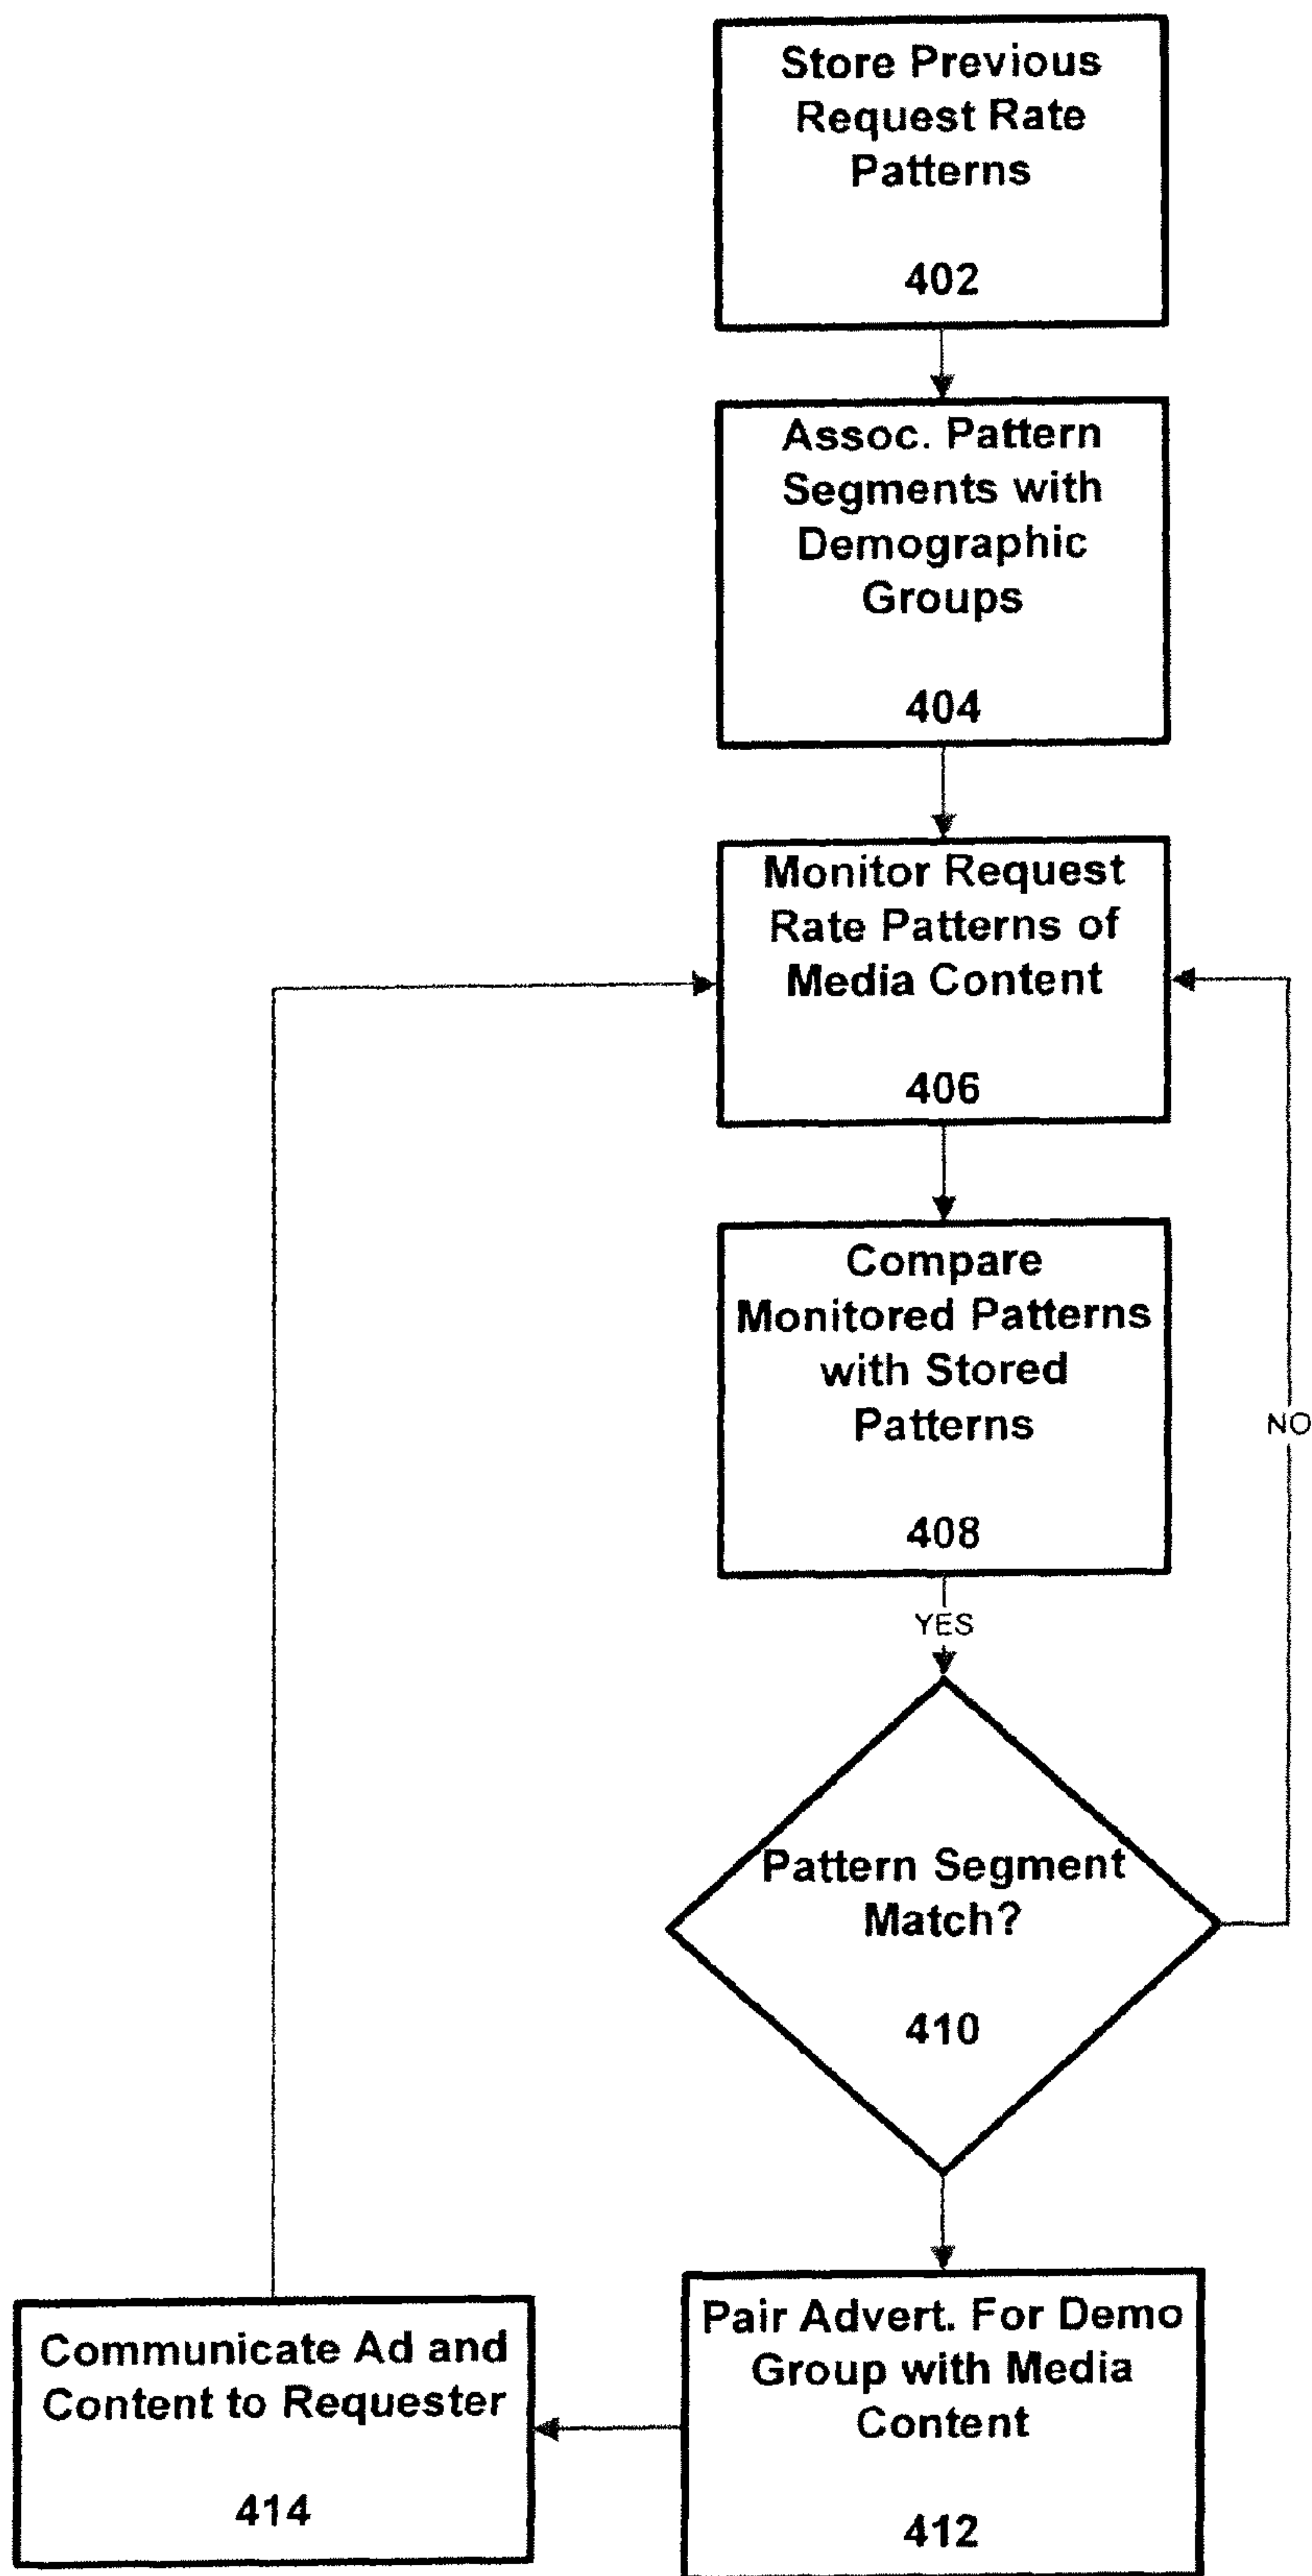 Store Previous
Request Rate
Patterns
402
Assoc. Pattern
Segments with
Demographic
Groups
404
Monitor Request
Rate Patterns of
Media Content
406
Compare
Monitored Patterns
with Stored
Patterns
408
NO
YES
Pattern Segment
Match?
410
Pair Advert. For Demo
Group with Media
Content
412
Communicate Ad and
Content to Requester
414